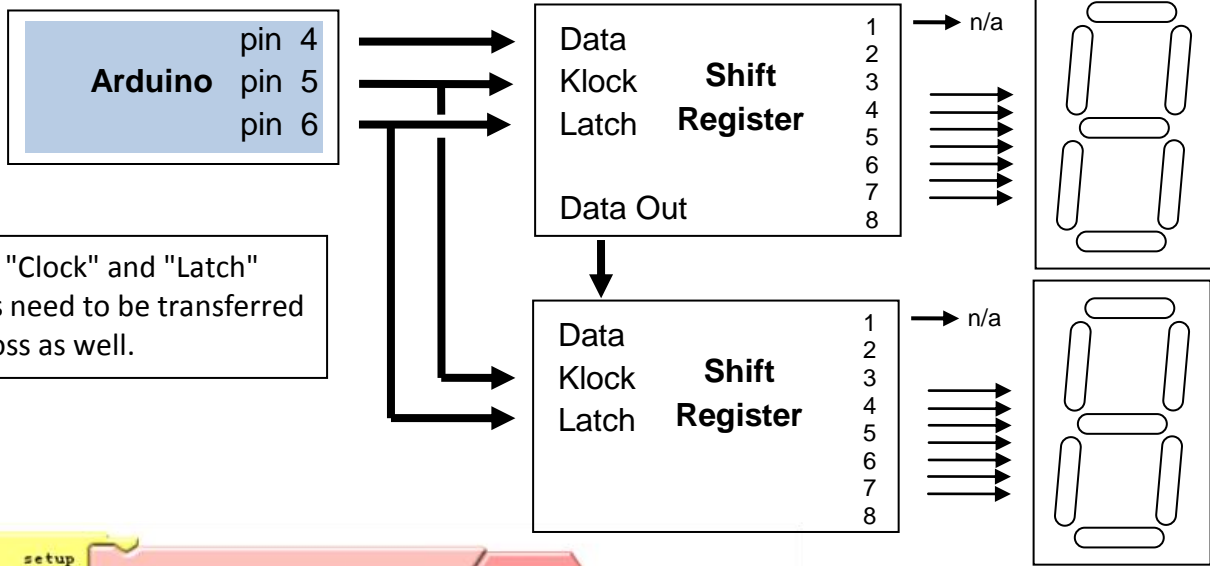 pin 4
Arduino pin 5
pin 6
Data
Klock
Latch
Shift
Register
Data Out
1
2
3
4
5
6
7
8
n/a
"Clock" and "Latch"
need to be transferred
as well.
Data
Klock
Latch
Shift
Register
1
2
3
4
5
6
7
8
n/a
setup